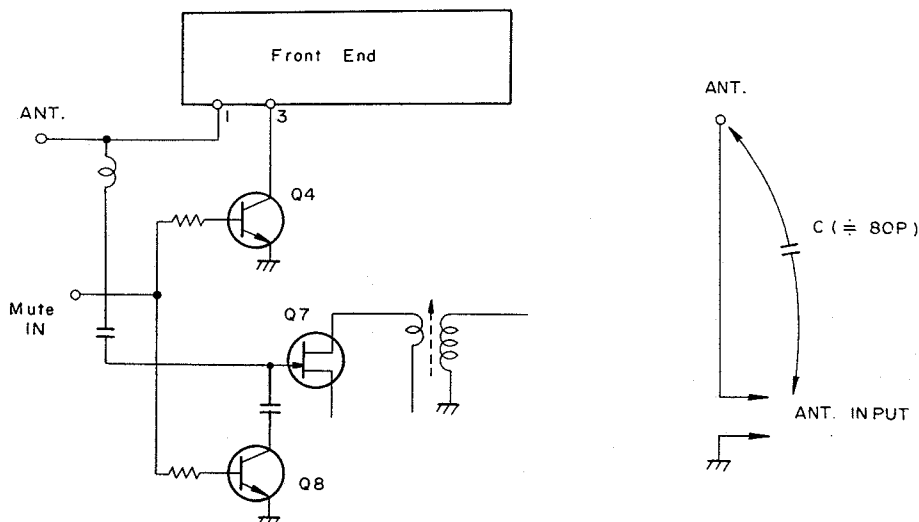 Front End
ANT.
1
3
Q4
Mute
IN
Q7
Q8
ANT.
C (≒ 80P)
ANT. INPUT